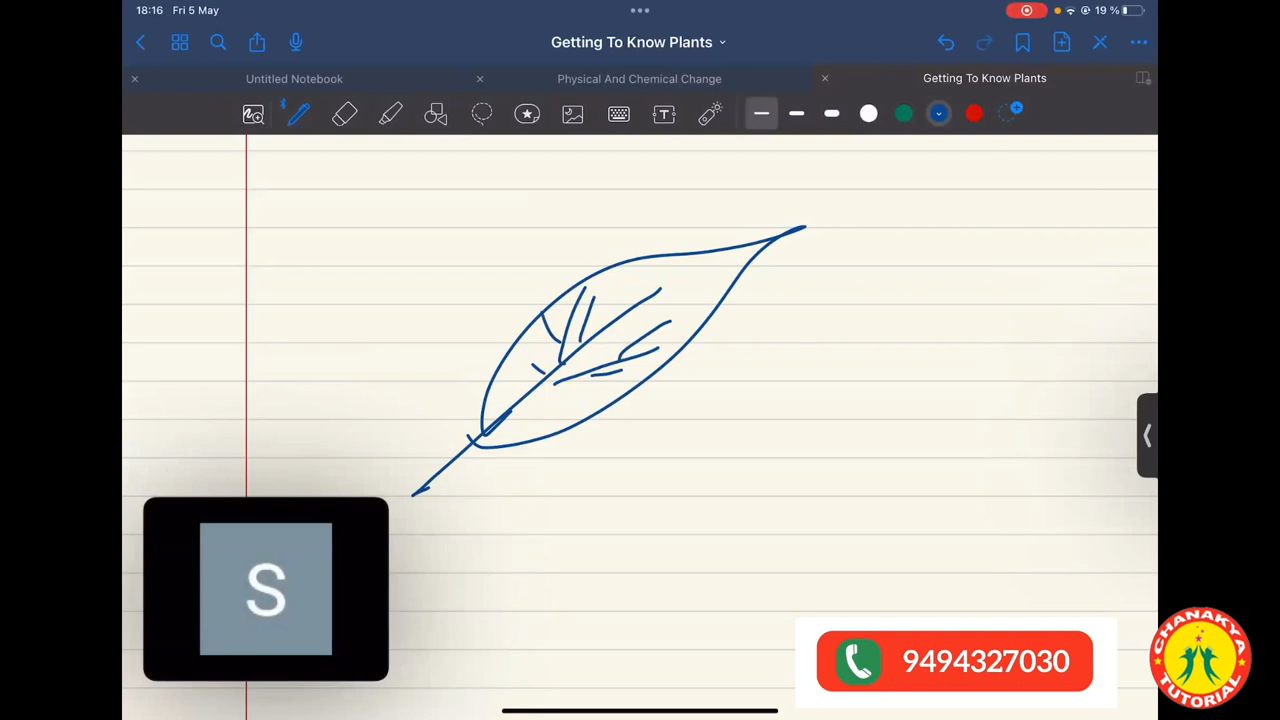 18:16 Fri 5 May
19 %
Getting To Know Plants
Untitled Notebook
Physical And Chemical Change
Getting To Know Plants
T
S
9494327030
CHANAKYA
TUTORIAL